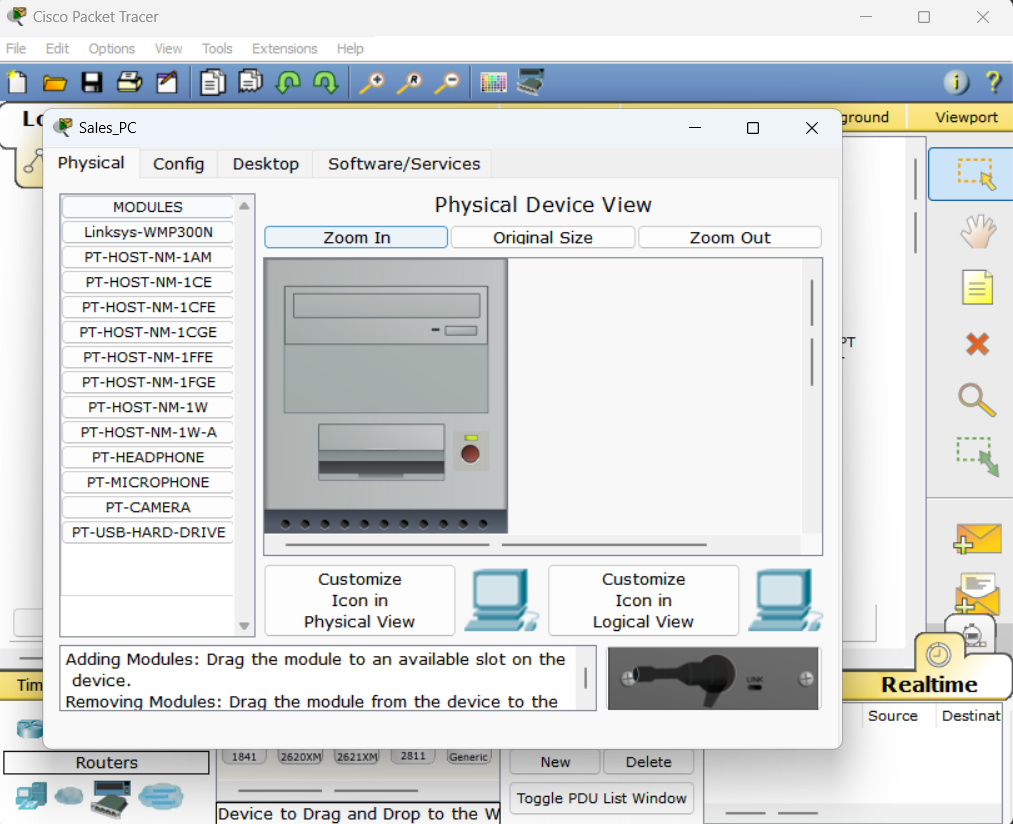 Cisco Packet Tracer
File Edit Options View Tools Extensions Help
R
i ?
Viewport
Sales_PC
Physical Config Desktop Software/Services
MODULES
Linksys-WMP300N
PT-HOST-NM-1AM
PT-HOST-NM-1CE
PT-HOST-NM-1CFE
PT-HOST-NM-1CGE
PT-HOST-NM-1FFE
PT-HOST-NM-1FGE
PT-HOST-NM-1W
PT-HOST-NM-1W-A
PT-HEADPHONE
PT-MICROPHONE
PT-CAMERA
PT-USB-HARD-DRIVE
Physical Device View
Zoom In Original Size Zoom Out
PT
Customize
Icon in
Physical View
Customize
Icon in
Logical View
Adding Modules: Drag the module to an available slot on the
device.
Removing Modules: Drag the module from the device to the
LINK
Tim
Realtime
Source Destinat
1841 2620XM 2621XM 2811 Generic
Routers
New Delete
Toggle PDU List Window
Device to Drag and Drop to the W